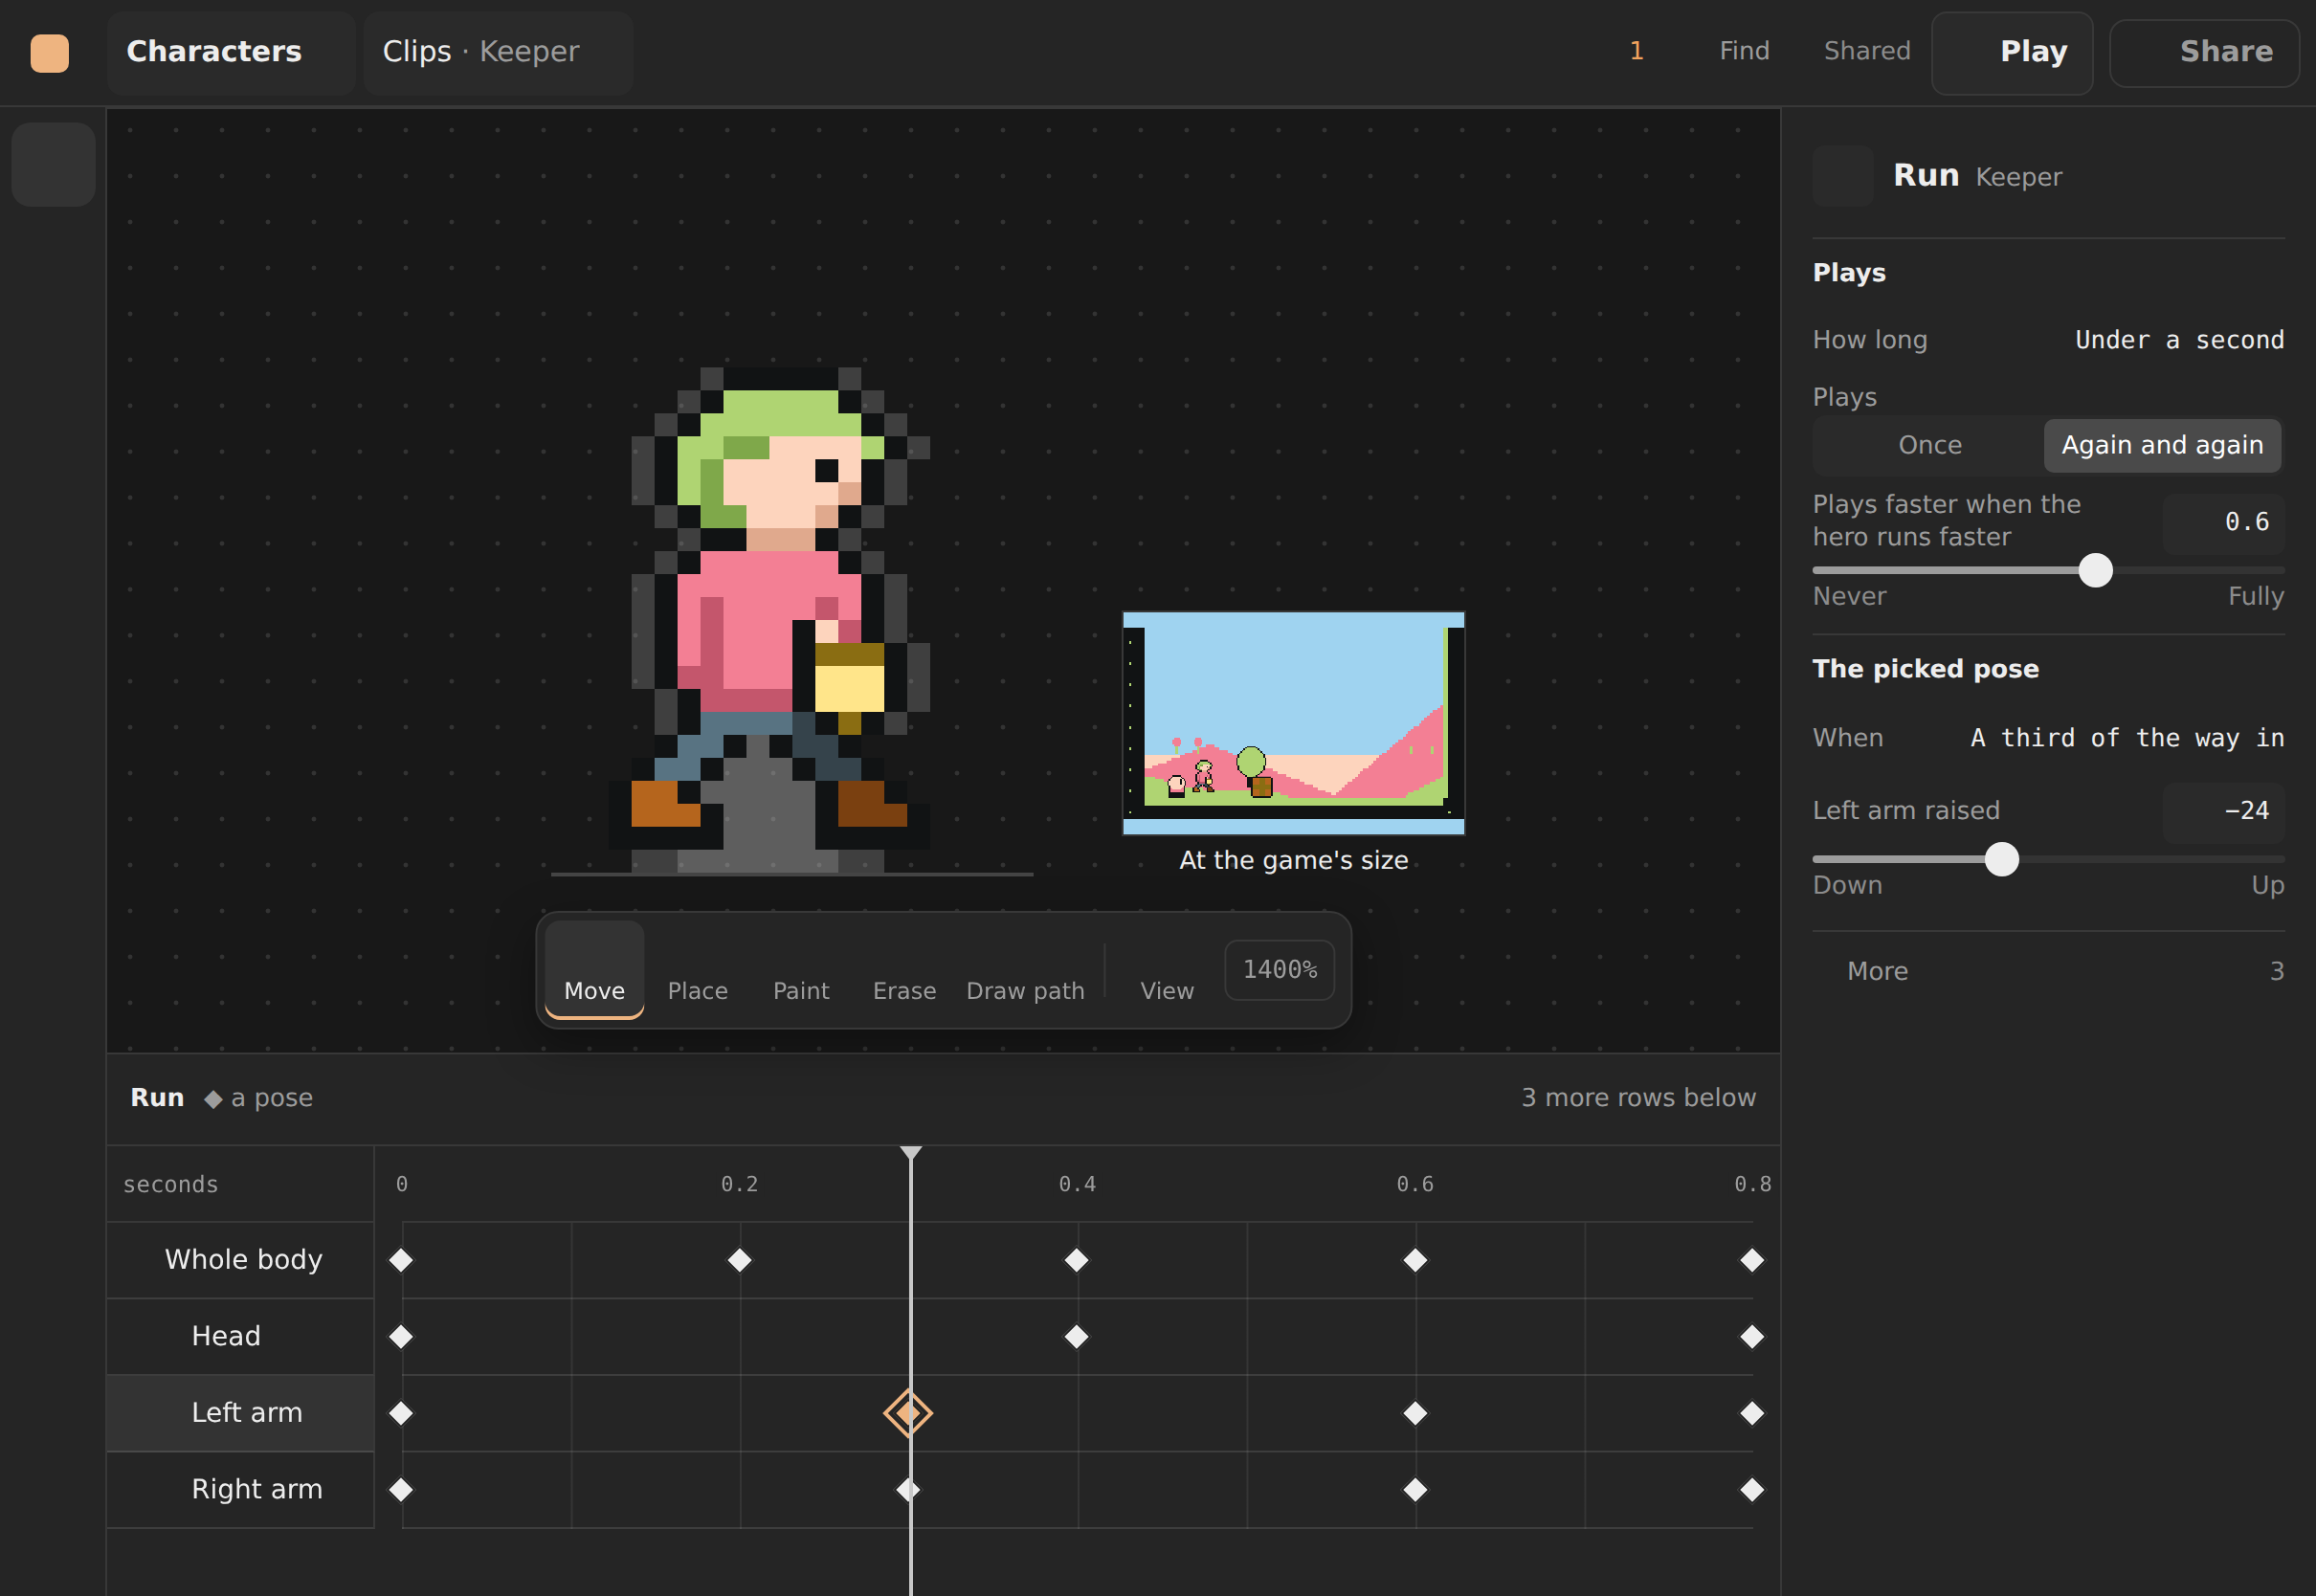 Characters
Clips · Keeper
1
Find
Shared
Play
Share
Run Keeper
Plays
How long
Under a second
Plays
Once
Again and again
Plays faster when the
hero runs faster
0.6
Never
Fully
The picked pose
When
A third of the way in
Left arm raised
−24
Down
Up
More
3
At the game's size
Move
Place
Paint
Erase
Draw path
View
1400%
Run ◆ a pose
3 more rows below
seconds
0
0.2
0.4
0.6
0.8
Whole body
Head
Left arm
Right arm